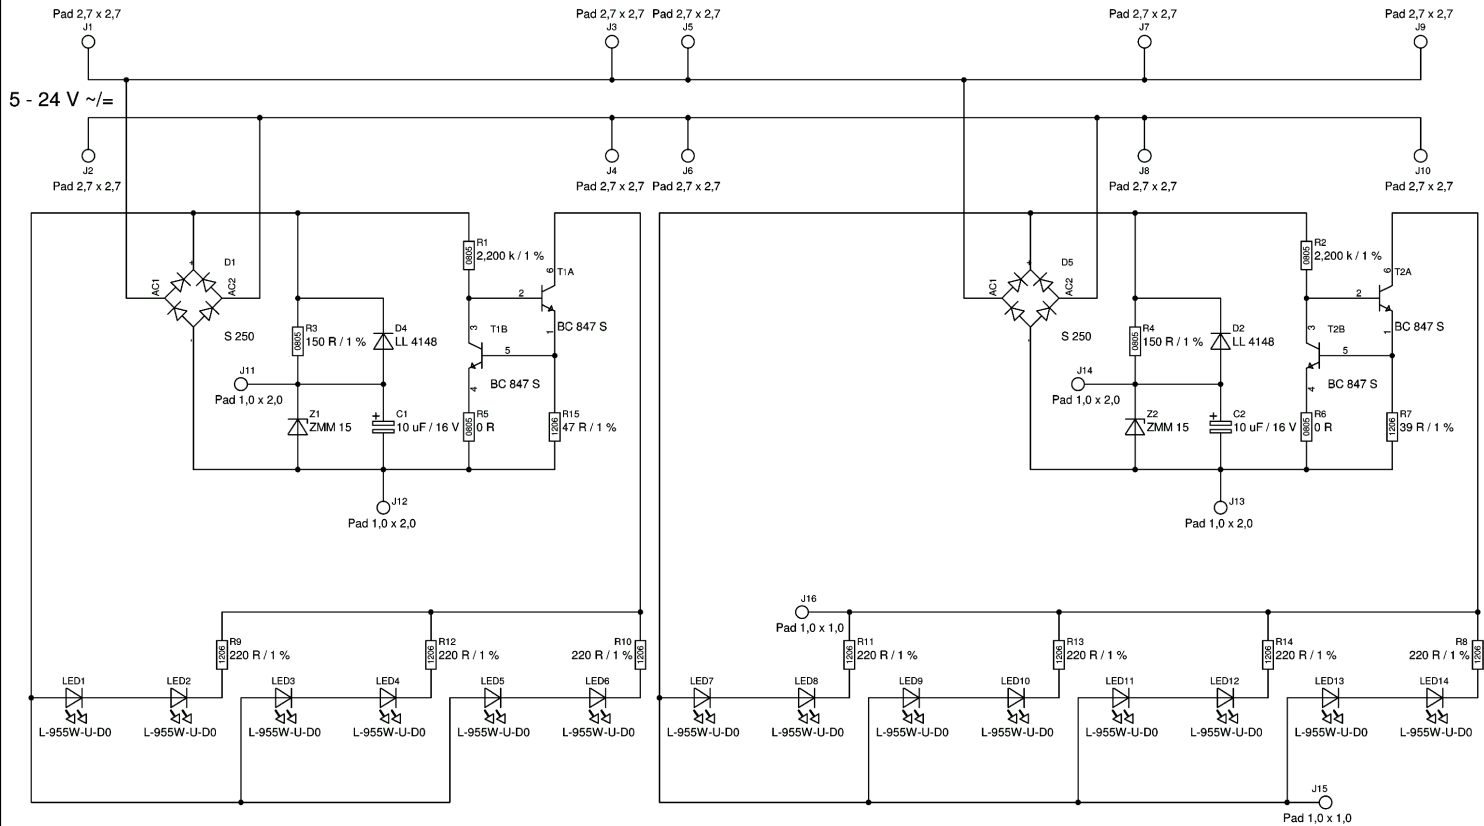 Pad 2,7 x 2,7 Pad 2,7 x 2,7 Pad 2,7 x 2,7 Pad 2,7 x 2,7 Pad 2,7 x 2,7
J1 J3 J5 J7 J9
5 - 24 V ~/=
J2 J4 J6 J8 J10
Pad 2,7 x 2,7 Pad 2,7 x 2,7 Pad 2,7 x 2,7 Pad 2,7 x 2,7 Pad 2,7 x 2,7
+
D1
AC1
AC2
-
S 250
R1
0805
2,200 k / 1 %
6
T1A
2
1
BC 847 S
3
T1B
5
4
BC 847 S
R3
0805
150 R / 1 %
D4
LL 4148
J11
Pad 1,0 x 2,0
Z1
ZMM 15
+
C1
10 uF / 16 V
R5
0805
0 R
R15
1206
47 R / 1 %
J12
Pad 1,0 x 2,0
+
D5
AC1
AC2
-
S 250
R2
0805
2,200 k / 1 %
6
T2A
2
1
BC 847 S
3
T2B
5
4
BC 847 S
R4
0805
150 R / 1 %
D2
LL 4148
J14
Pad 1,0 x 2,0
Z2
ZMM 15
+
C2
10 uF / 16 V
R6
0805
0 R
R7
1206
39 R / 1 %
J13
Pad 1,0 x 2,0
J16
Pad 1,0 x 1,0
R9 R12 R10 R11 R13 R14 R8
1206 1206 1206 1206 1206 1206 1206
220 R / 1 % 220 R / 1 % 220 R / 1 % 220 R / 1 % 220 R / 1 % 220 R / 1 % 220 R / 1 %
LED1 LED2 LED3 LED4 LED5 LED6 LED7 LED8 LED9 LED10 LED11 LED12 LED13 LED14
L-955W-U-D0 L-955W-U-D0 L-955W-U-D0 L-955W-U-D0 L-955W-U-D0 L-955W-U-D0 L-955W-U-D0 L-955W-U-D0 L-955W-U-D0 L-955W-U-D0 L-955W-U-D0 L-955W-U-D0 L-955W-U-D0 L-955W-U-D0
J15
Pad 1,0 x 1,0